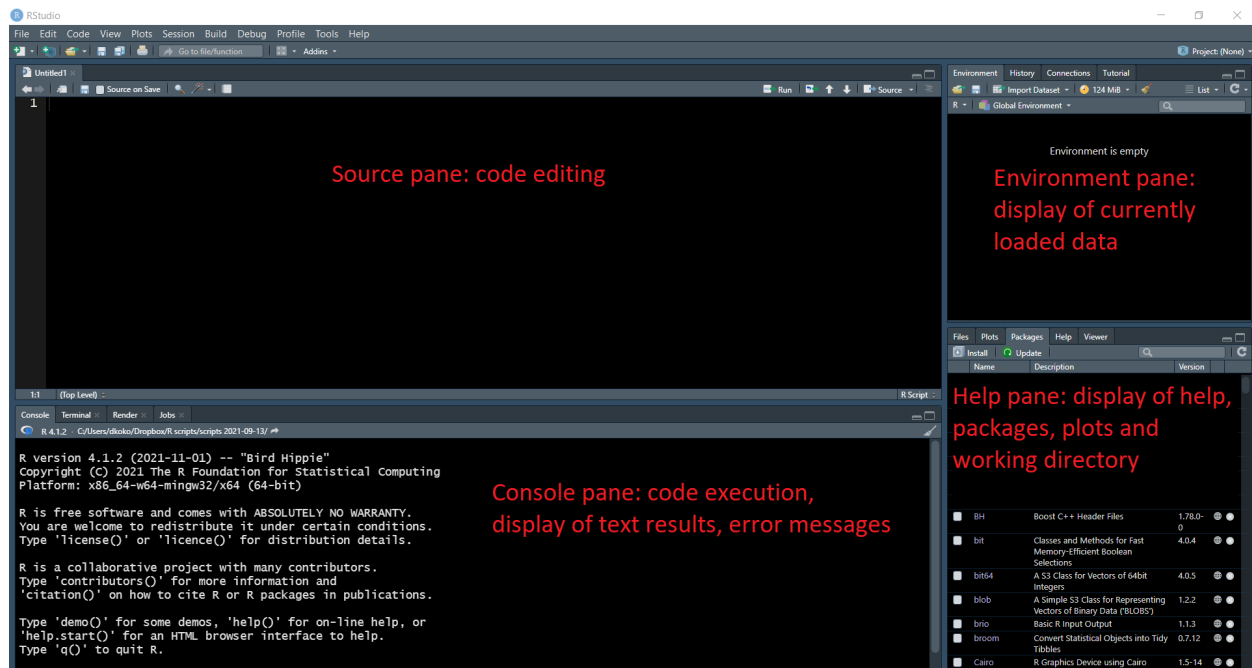 RStudio
File Edit Code View Plots Session Build Debug Profile Tools Help
Go to file/function Addins Project: (None)
Untitled1
Source on Save Run Source
1
Source pane: code editing
1:1 (Top Level) R Script
Console Terminal Render Jobs
R 4.1.2 · C:/Users/dkoko/Dropbox/R scripts/scripts 2021-09-13/
R version 4.1.2 (2021-11-01) -- "Bird Hippie"
Copyright (C) 2021 The R Foundation for Statistical Computing
Platform: x86_64-w64-mingw32/x64 (64-bit)
R is free software and comes with ABSOLUTELY NO WARRANTY.
You are welcome to redistribute it under certain conditions.
Type 'license()' or 'licence()' for distribution details.
R is a collaborative project with many contributors.
Type 'contributors()' for more information and
'citation()' on how to cite R or R packages in publications.
Type 'demo()' for some demos, 'help()' for on-line help, or
'help.start()' for an HTML browser interface to help.
Type 'q()' to quit R.
Console pane: code execution,
display of text results, error messages
Environment History Connections Tutorial
Import Dataset 124 MiB List
R Global Environment
Environment is empty
Environment pane:
display of currently
loaded data
Files Plots Packages Help Viewer
Install Update
Name Description Version
Help pane: display of help,
packages, plots and
working directory
BH Boost C++ Header Files 1.78.0-
0
bit Classes and Methods for Fast 4.0.4
Memory-Efficient Boolean
Selections
bit64 A S3 Class for Vectors of 64bit 4.0.5
Integers
blob A Simple S3 Class for Representing 1.2.2
Vectors of Binary Data ('BLOBS')
brio Basic R Input Output 1.1.3
broom Convert Statistical Objects into Tidy 0.7.12
Tibbles
Cairo R Graphics Device using Cairo 1.5-14